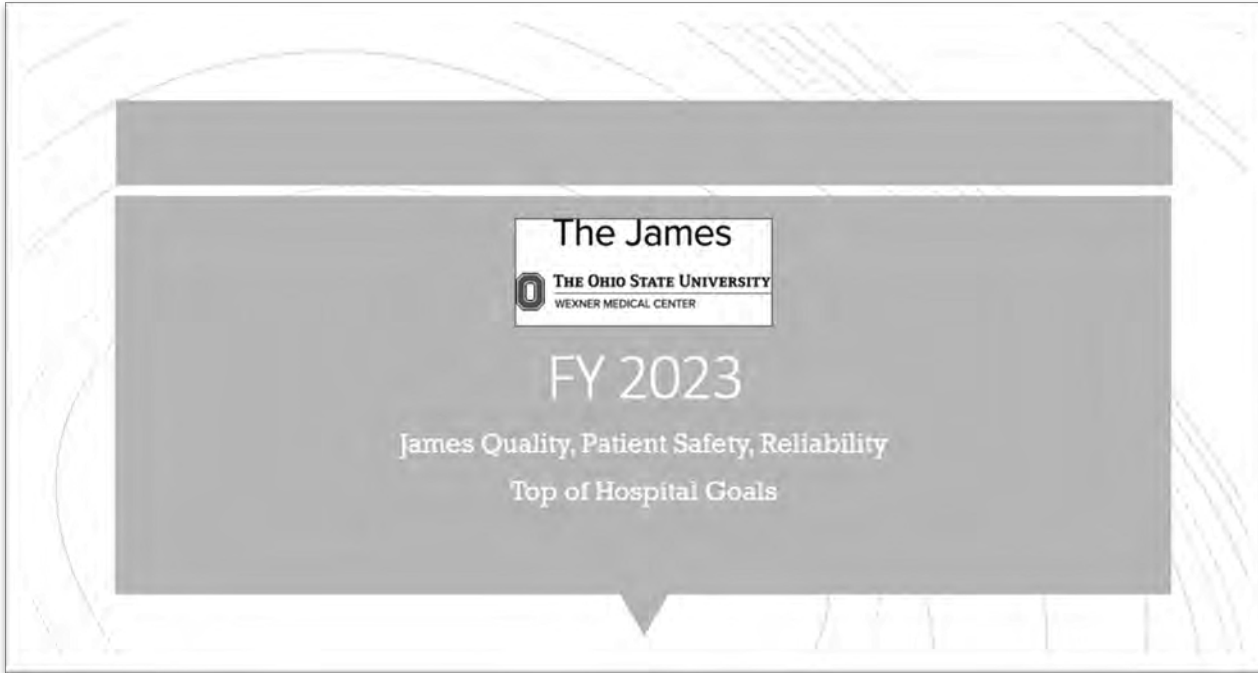 The James
THE OHIO STATE UNIVERSITY
WEXNER MEDICAL CENTER
FY 2023
James Quality, Patient Safety, Reliability
Top of Hospital Goals